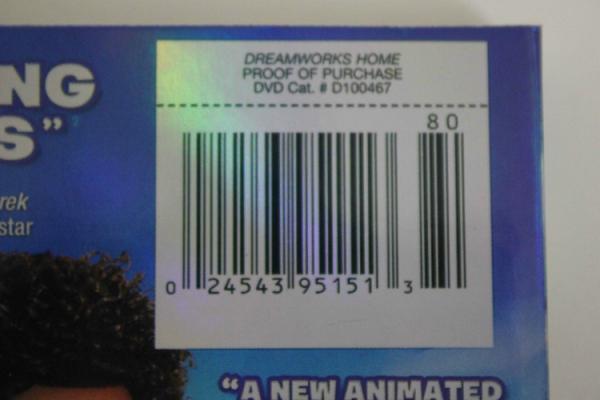 NG
S”
rek
star
DREAMWORKS HOME
PROOF OF PURCHASE
DVD Cat. # D100467
80
0 24543 95151 3
“A NEW ANIMATED